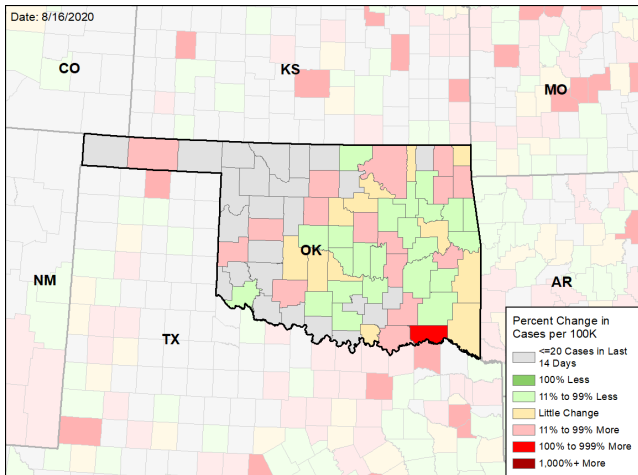 Date: 8/16/2020
CO
KS
MO
OK
NM
TX
AR
Percent Change in
Cases per 100K
<=20 Cases in Last
14 Days
100% Less
11% to 99% Less
Little Change
11% to 99% More
100% to 999% More
1,000%+ More